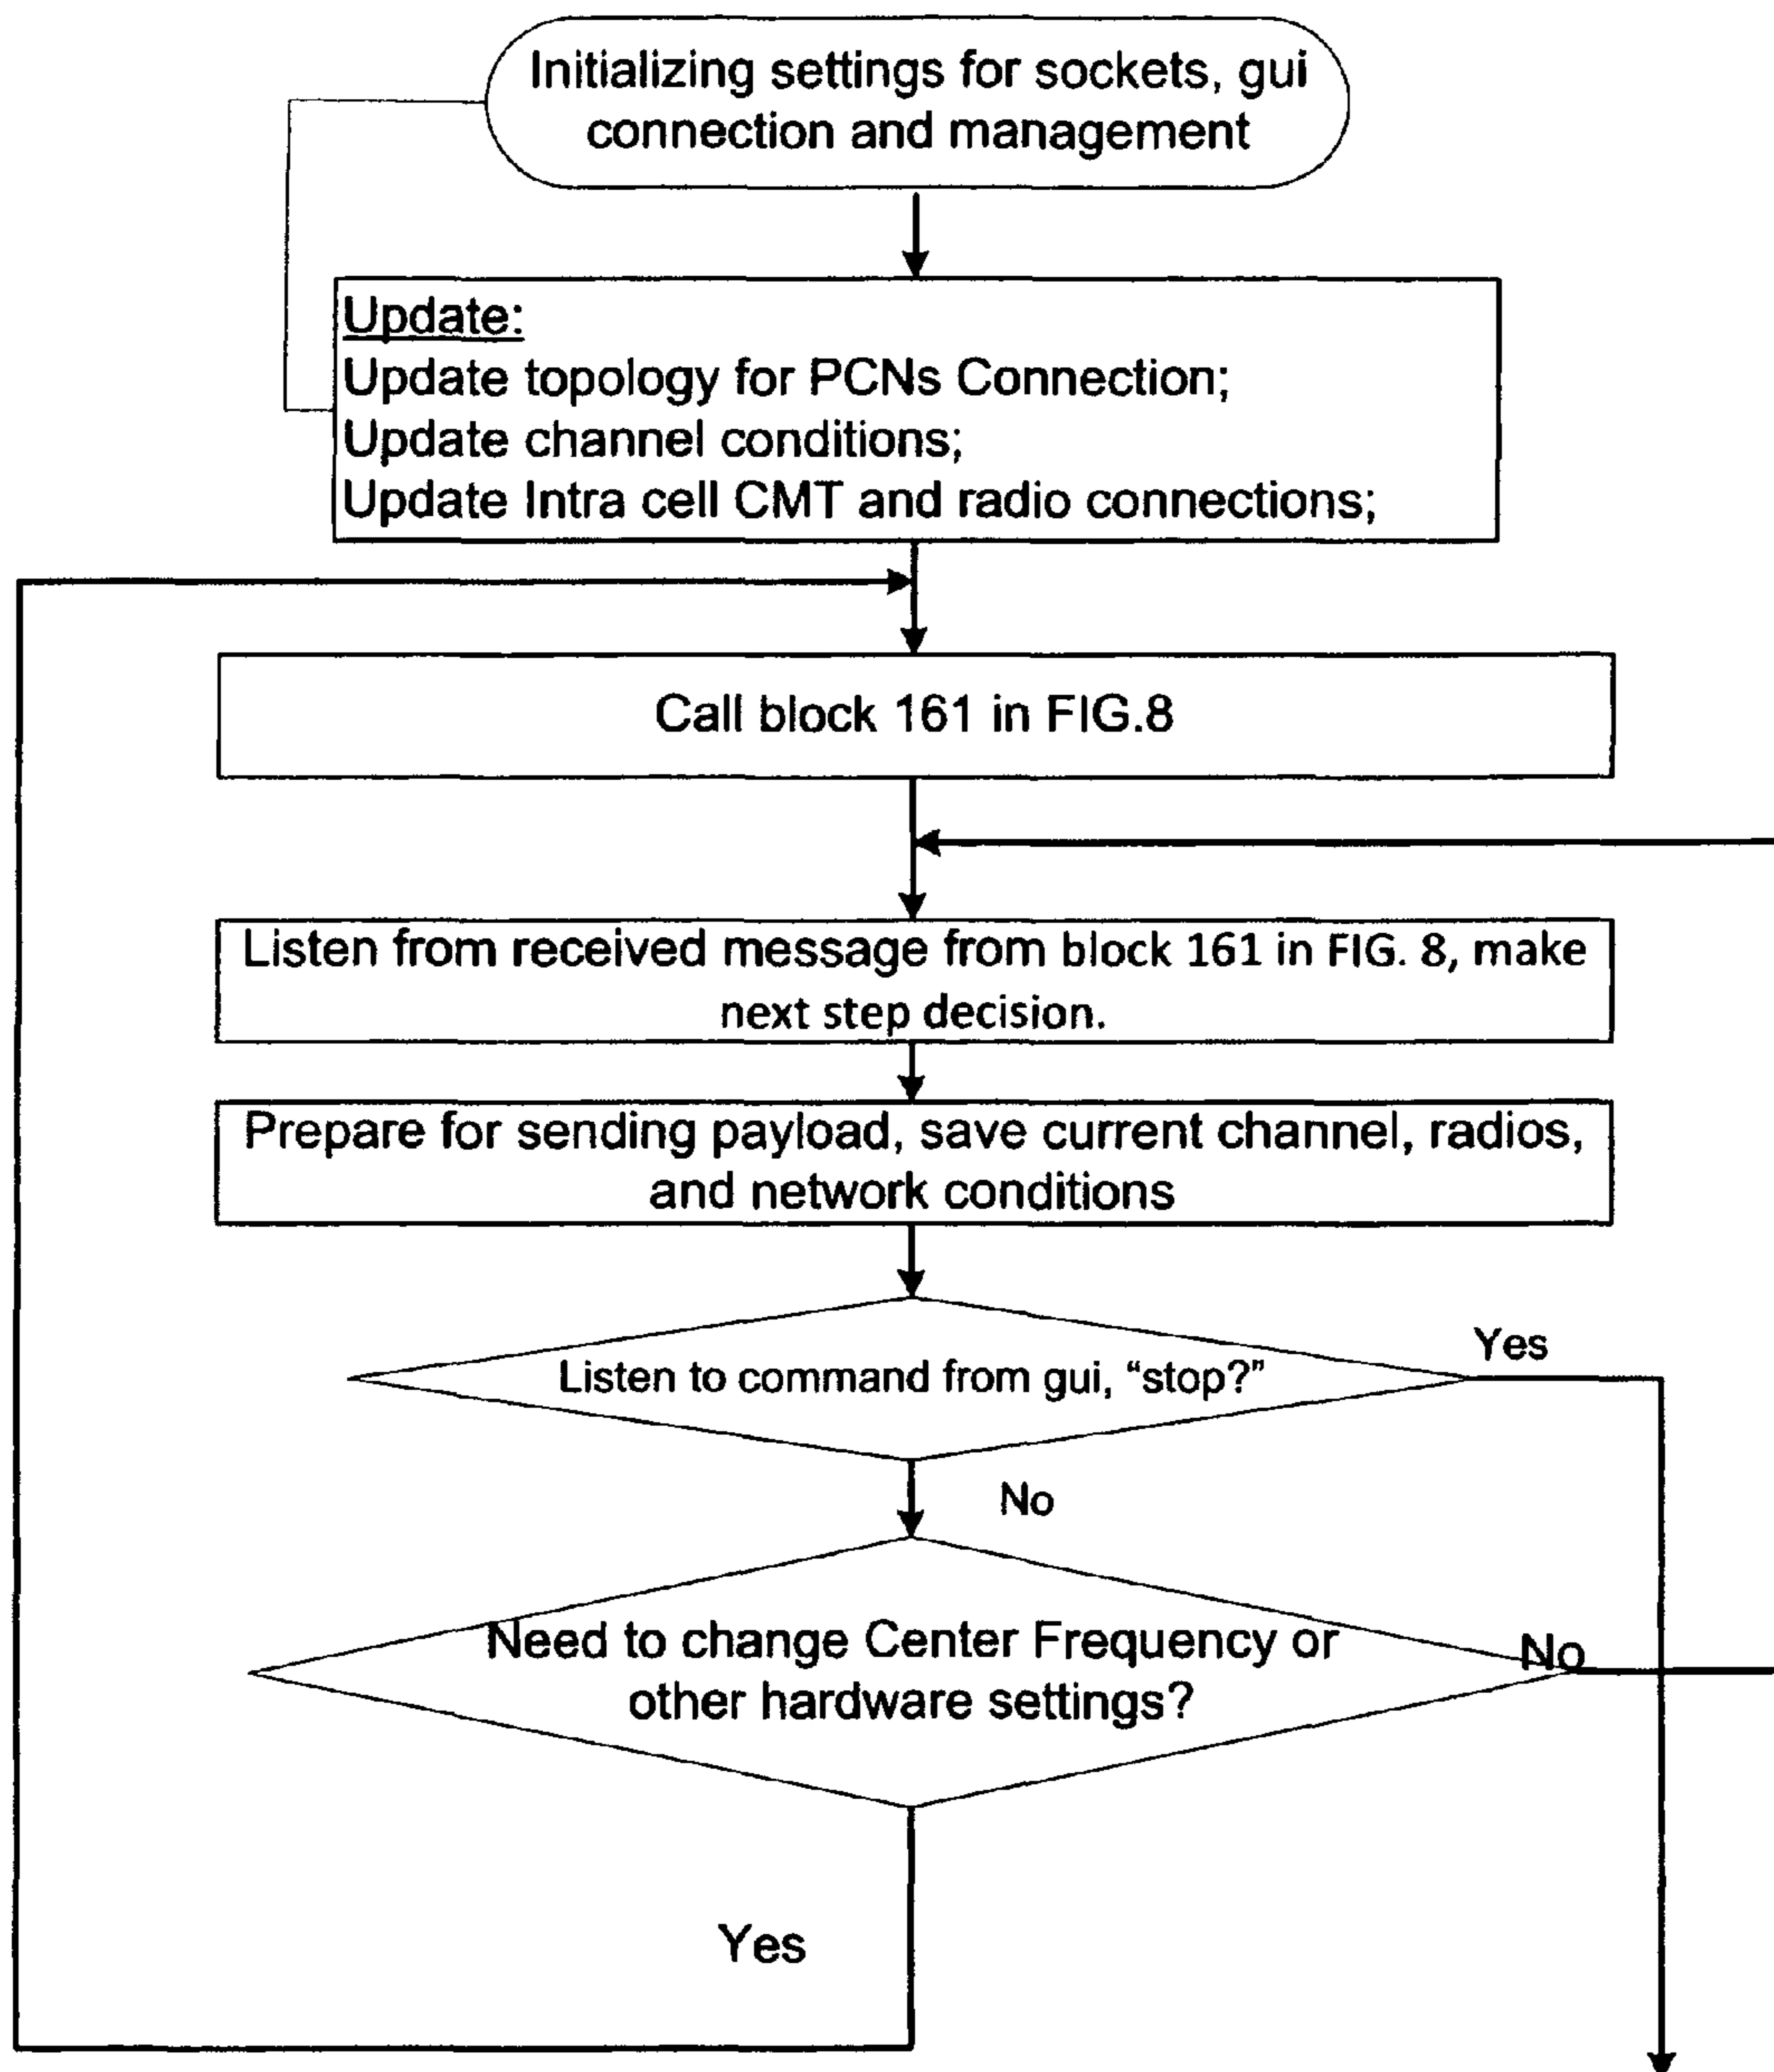 Initializing settings for sockets, gui
connection and management
Update:
Update topology for PCNs Connection;
Update channel conditions;
Update Intra cell CMT and radio connections;
Call block 161 in FIG.8
Listen from received message from block 161 in FIG. 8, make
next step decision.
Prepare for sending payload, save current channel, radios,
and network conditions
Listen to command from gui, “stop?”
Yes
No
Need to change Center Frequency or
other hardware settings?
No
Yes